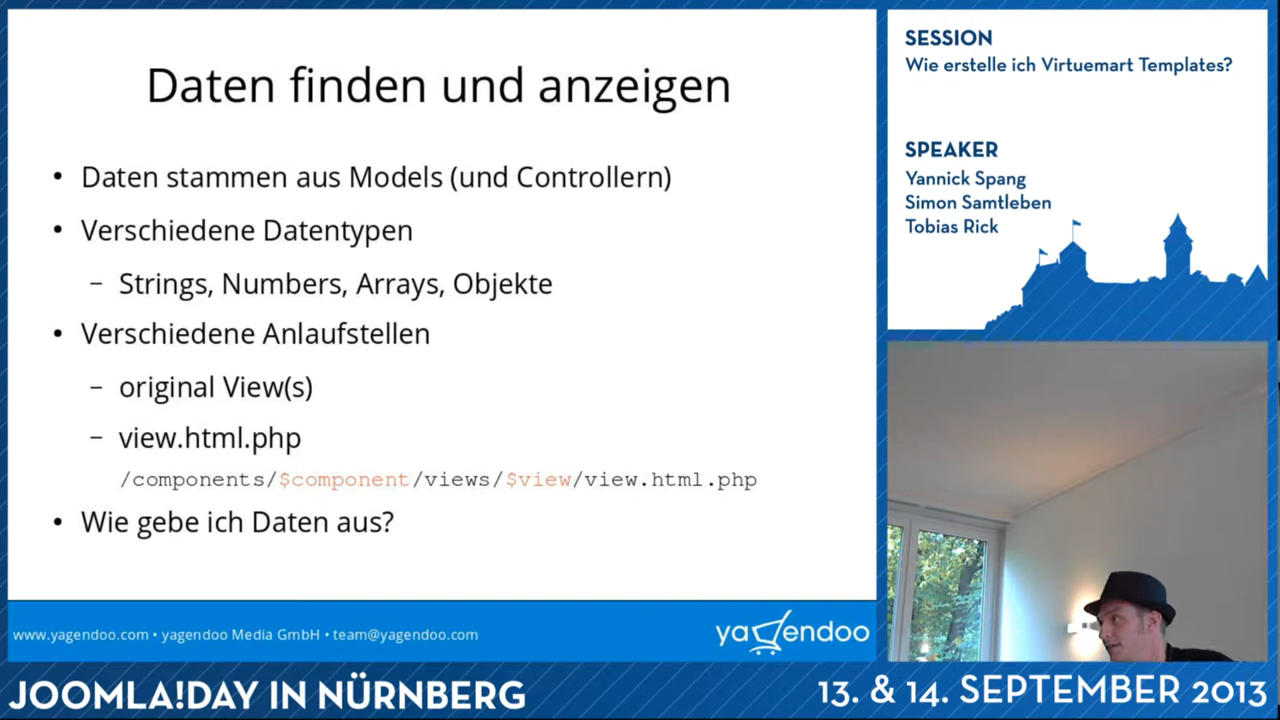 Daten finden und anzeigen
• Daten stammen aus Models (und Controllern)
• Verschiedene Datentypen
– Strings, Numbers, Arrays, Objekte
• Verschiedene Anlaufstellen
– original View(s)
– view.html.php
/components/$component/views/$view/view.html.php
• Wie gebe ich Daten aus?
www.yagendoo.com • yagendoo Media GmbH • team@yagendoo.com
yagendoo
SESSION
Wie erstelle ich Virtuemart Templates?
SPEAKER
Yannick Spang
Simon Samtleben
Tobias Rick
JOOMLA!DAY IN NÜRNBERG
13. & 14. SEPTEMBER 2013